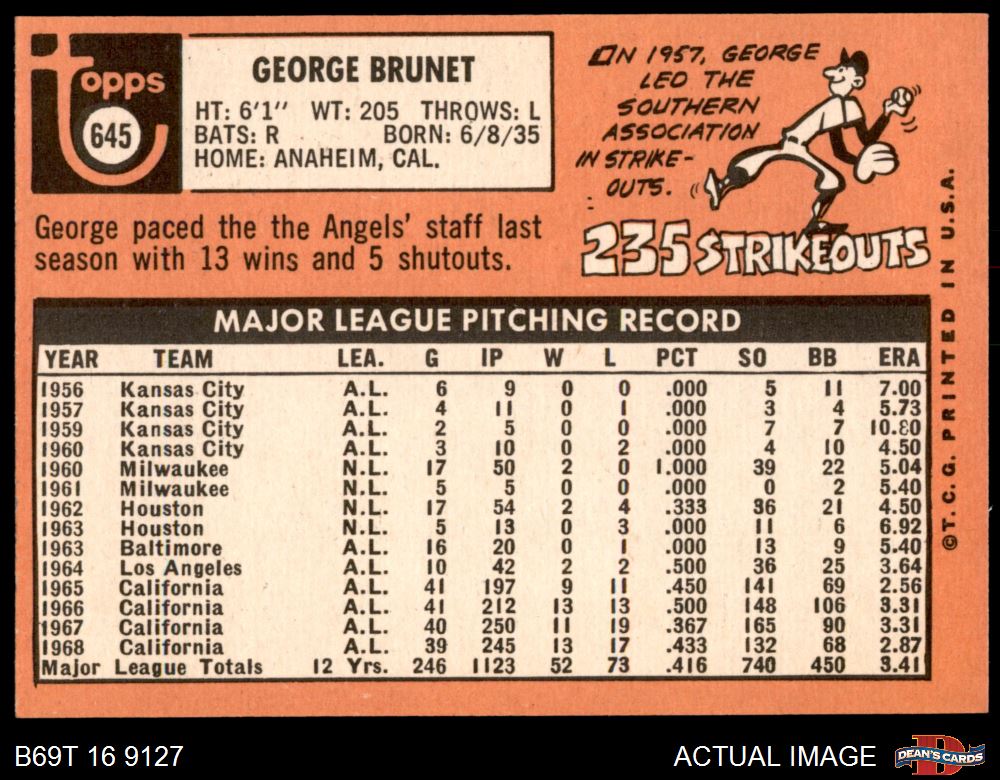 Topps
645
GEORGE BRUNET
HT: 6'1" WT: 205 THROWS: L
BATS: R BORN: 6/8/35
HOME: ANAHEIM, CAL.
George paced the the Angels' staff last
season with 13 wins and 5 shutouts.
IN 1957, GEORGE
LED THE
SOUTHERN
ASSOCIATION
IN STRIKE-
OUTS.
235 STRIKEOUTS
MAJOR LEAGUE PITCHING RECORD
YEAR TEAM LEA. G IP W L PCT SO BB ERA
1956 Kansas City A.L. 6 9 0 0 .000 5 11 7.00
1957 Kansas City A.L. 4 11 0 1 .000 3 4 5.73
1959 Kansas City A.L. 2 5 0 0 .000 7 7 10.80
1960 Kansas City A.L. 3 10 0 2 .000 4 10 4.50
1960 Milwaukee N.L. 17 50 2 0 1.000 39 22 5.04
1961 Milwaukee N.L. 5 5 0 0 .000 0 2 5.40
1962 Houston N.L. 17 54 2 4 .333 36 21 4.50
1963 Houston N.L. 5 13 0 3 .000 11 6 6.92
1963 Baltimore A.L. 16 20 0 1 .000 13 9 5.40
1964 Los Angeles A.L. 10 42 2 2 .500 36 25 3.64
1965 California A.L. 41 197 9 11 .450 141 69 2.56
1966 California A.L. 41 212 13 13 .500 148 106 3.31
1967 California A.L. 40 250 11 19 .367 165 90 3.31
1968 California A.L. 39 245 13 17 .433 132 68 2.87
Major League Totals 12 Yrs. 246 1123 52 73 .416 740 450 3.41
©T.C.G. PRINTED IN U.S.A.
B69T 16 9127
ACTUAL IMAGE
DEAN'S CARDS